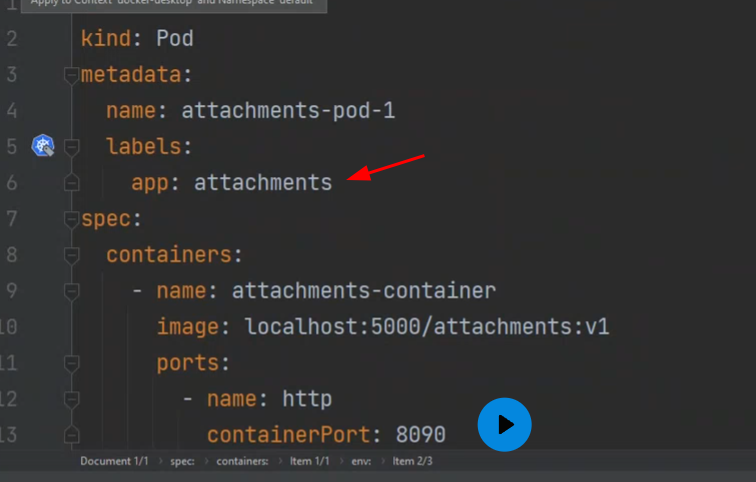 Apply to Context 'docker-desktop' and Namespace 'default'
1
2 kind: Pod
3 metadata:
4 name: attachments-pod-1
5 labels:
6 app: attachments
7 spec:
8 containers:
9 - name: attachments-container
10 image: localhost:5000/attachments:v1
11 ports:
12 - name: http
13 containerPort: 8090
Document 1/1 › spec: › containers: › Item 1/1 › env: › Item 2/3